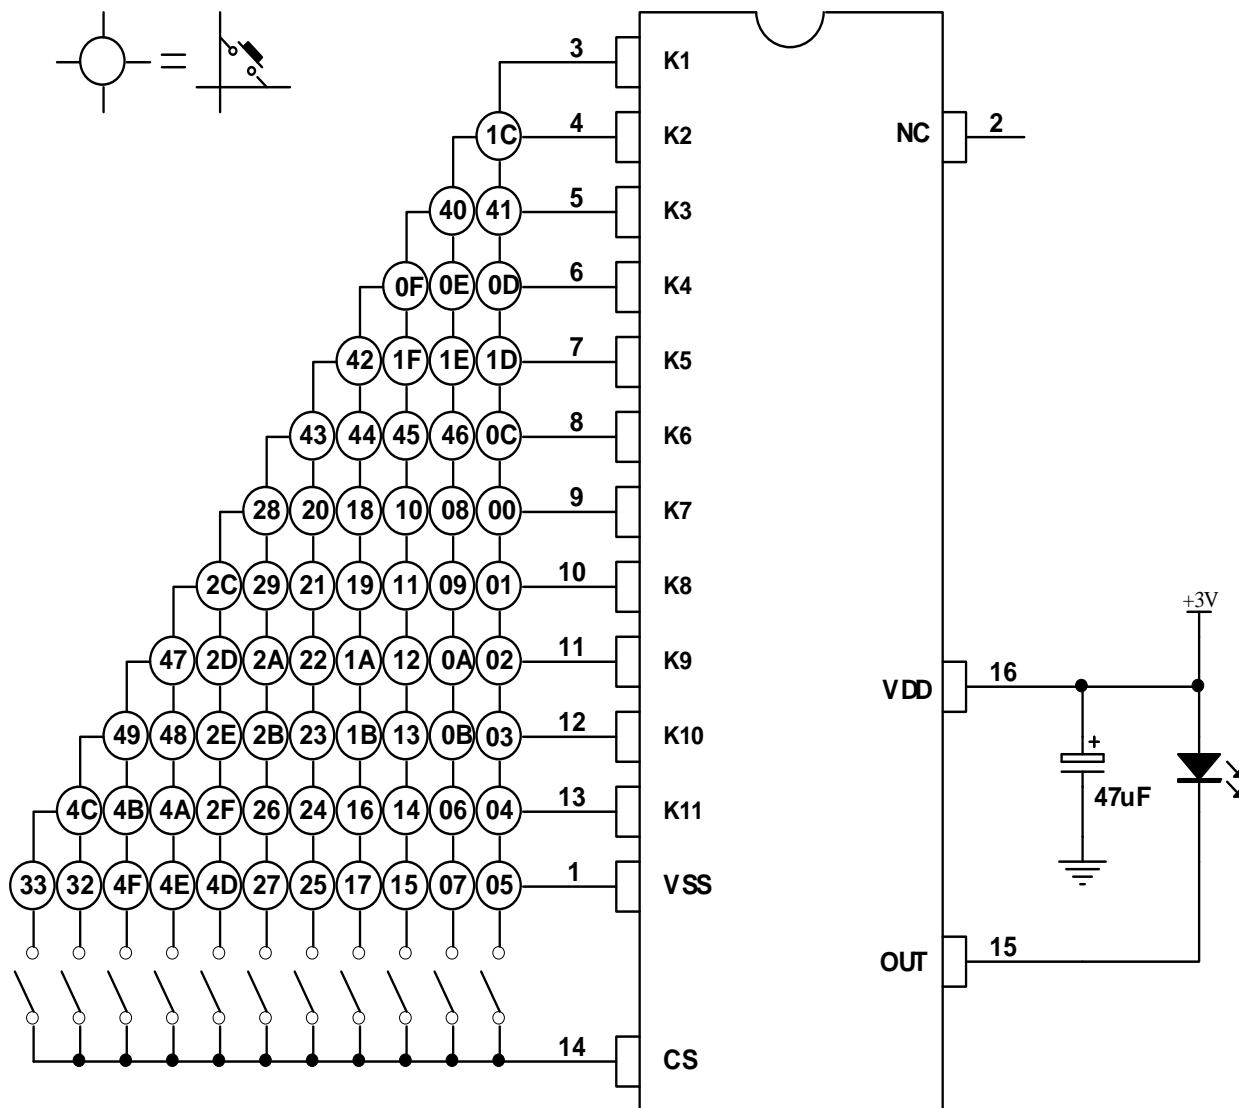 3 K1
1C 4 K2 NC 2
40 41 5 K3
0F 0E 0D 6 K4
42 1F 1E 1D 7 K5
43 44 45 46 0C 8 K6
28 20 18 10 08 00 9 K7
2C 29 21 19 11 09 01 10 K8
+3V
47 2D 2A 22 1A 12 0A 02 11 K9
VDD 16
49 48 2E 2B 23 1B 13 0B 03 12 K10
+
47uF
4C 4B 4A 2F 26 24 16 14 06 04 13 K11
33 32 4F 4E 4D 27 25 17 15 07 05 1 VSS
OUT 15
14 CS